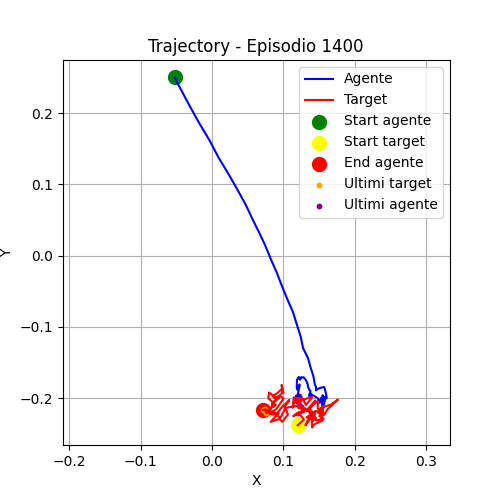 Trajectory - Episodio 1400
Agente
Target
Start agente
Start target
End agente
Ultimi target
Ultimi agente
Y
0.2
0.1
0.0
−0.1
−0.2
−0.2 −0.1 0.0 0.1 0.2 0.3
X